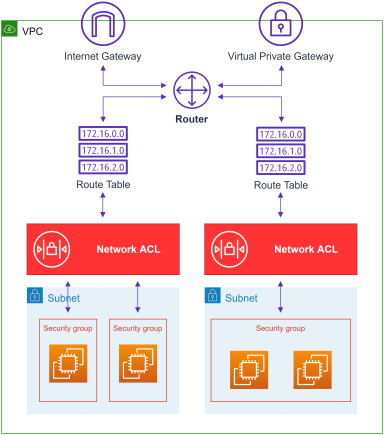 VPC
Internet Gateway
Virtual Private Gateway
Router
172.16.0.0
172.16.1.0
172.16.2.0
Route Table
172.16.0.0
172.16.1.0
172.16.2.0
Route Table
Network ACL
Network ACL
Subnet
Security group
Security group
Subnet
Security group